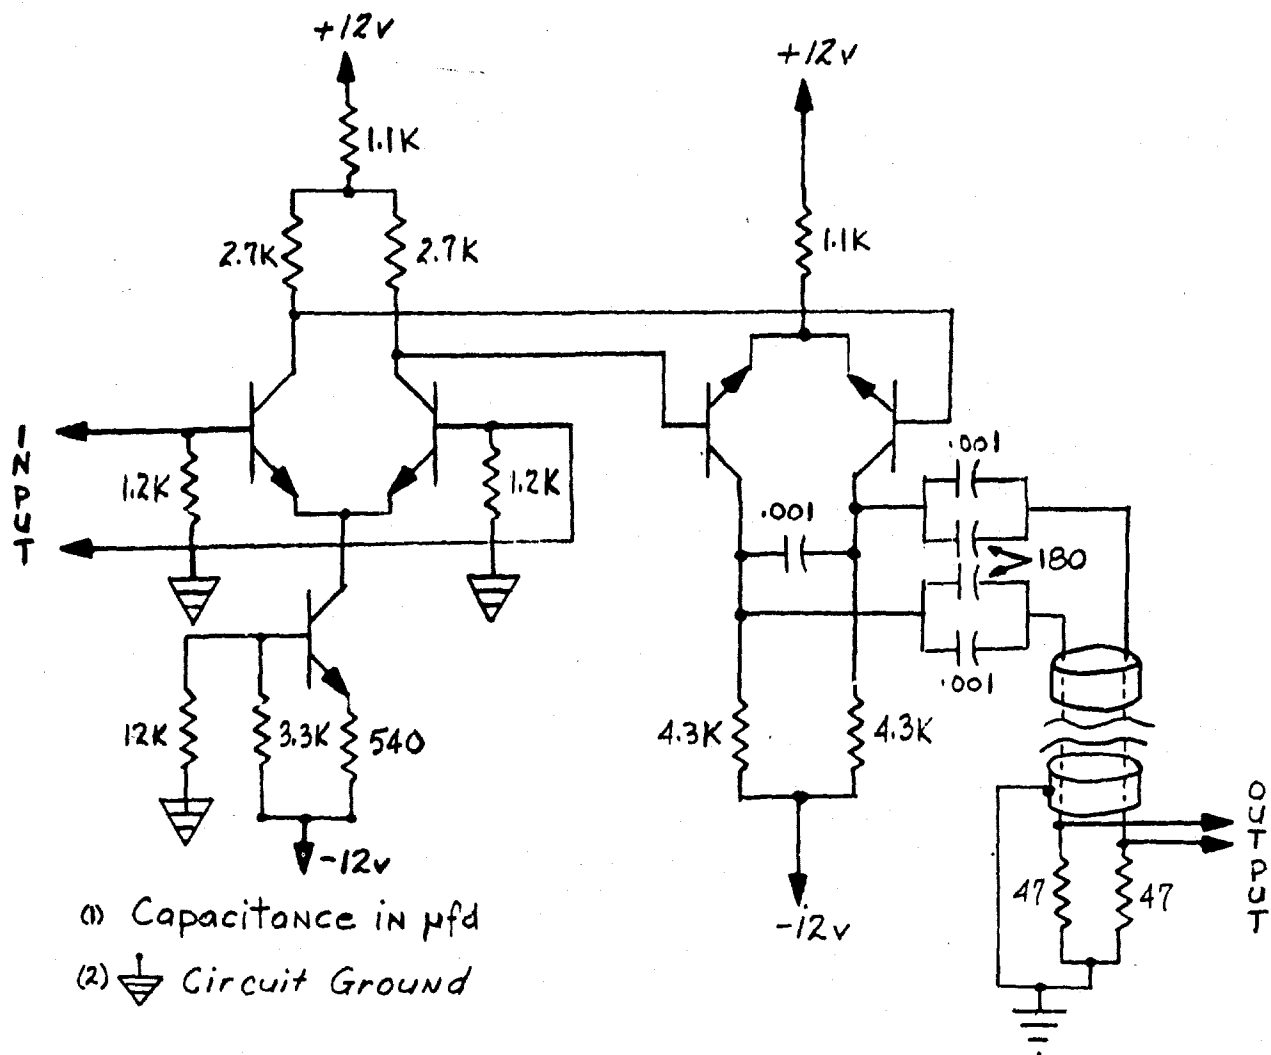 +12v
+12v
1.1K
1.1K
2.7K
2.7K
INPUT
1.2K
1.2K
.001
.001
180
.001
12K
3.3K
540
4.3K
4.3K
-12v
-12v
47
47
OUTPUT
(1) Capacitance in µfd
(2) Circuit Ground